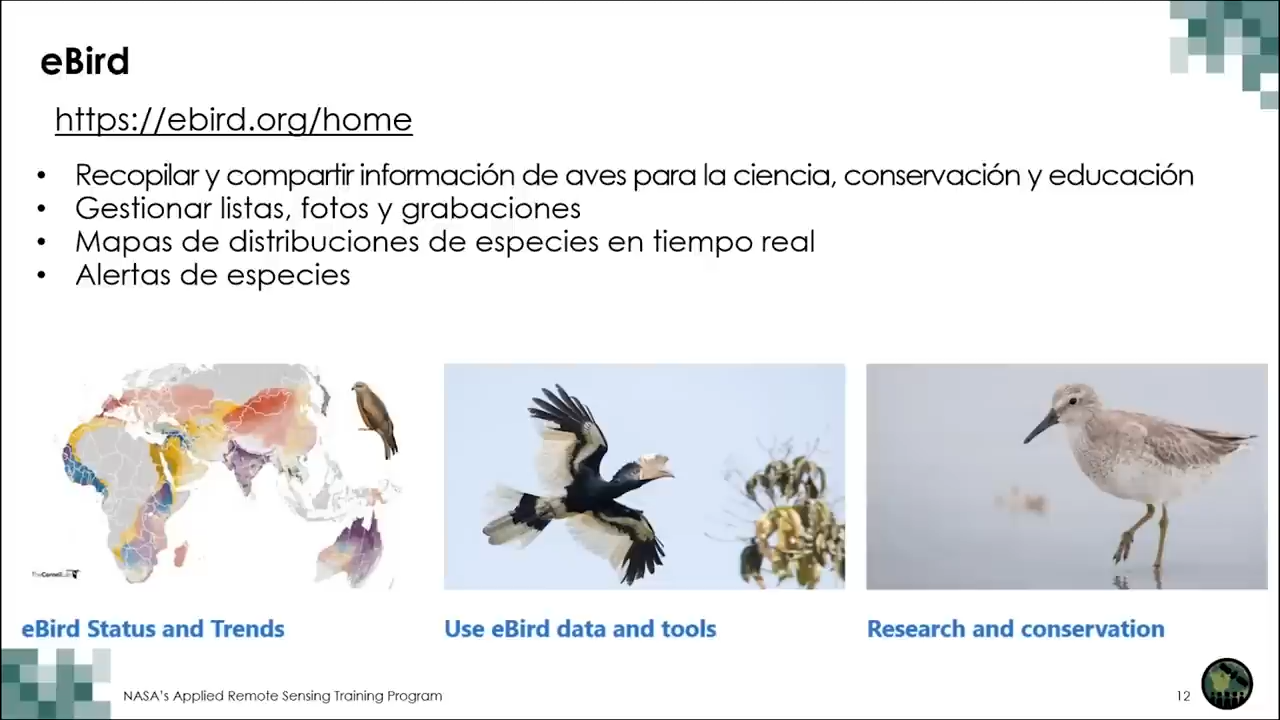 eBird
https://ebird.org/home
• Recopilar y compartir información de aves para la ciencia, conservación y educación
• Gestionar listas, fotos y grabaciones
• Mapas de distribuciones de especies en tiempo real
• Alertas de especies
TheCornellLab
eBird Status and Trends
Use eBird data and tools
Research and conservation
NASA's Applied Remote Sensing Training Program
12